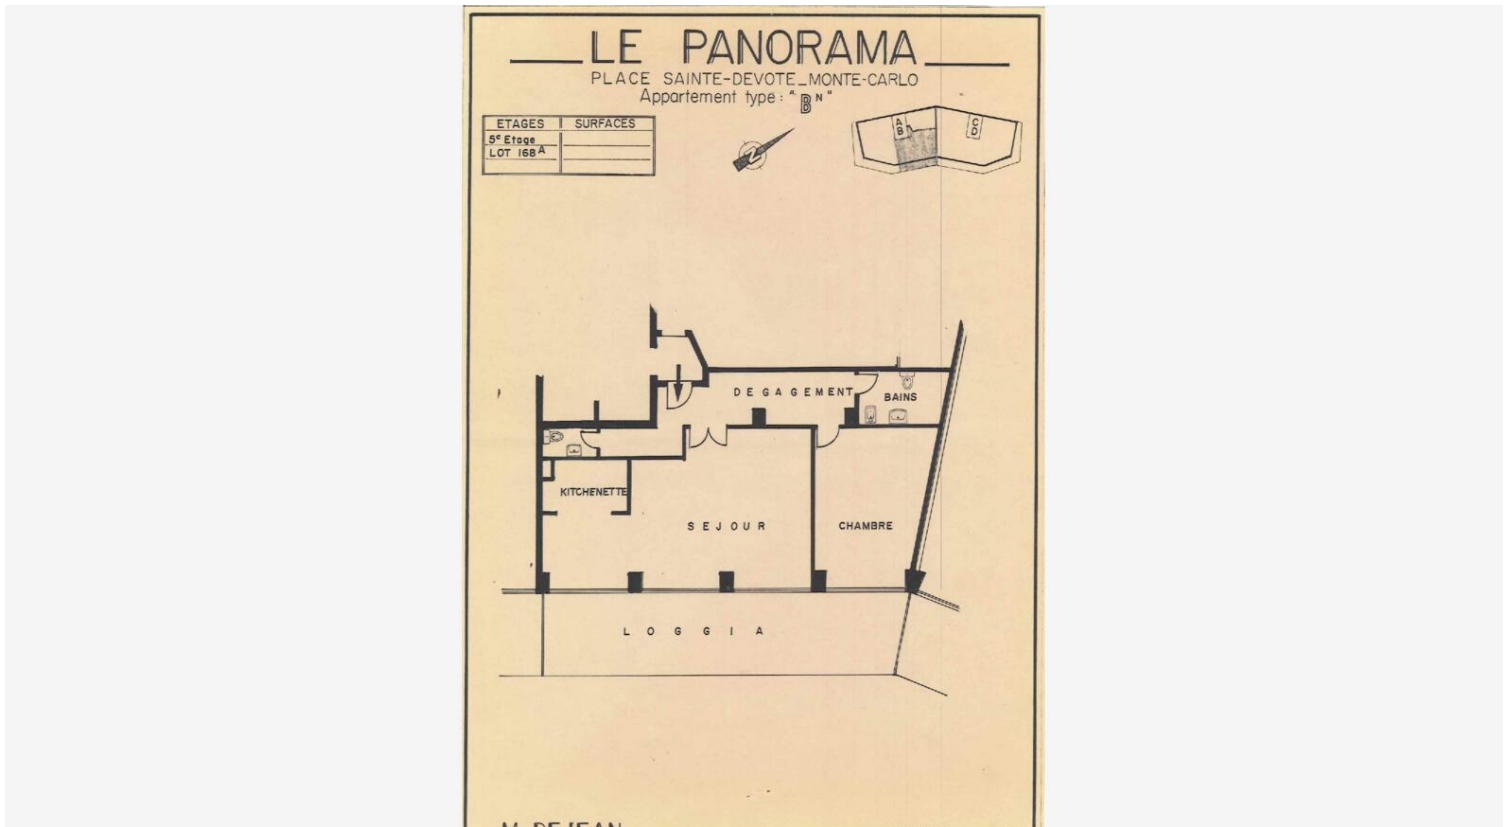 LE PANORAMA
PLACE SAINTE-DEVOTE_MONTE-CARLO
Appartement type: "BN"
ETAGES SURFACES
5e Etage
LOT 168A
N
A
B
C
D
DEGAGEMENT
BAINS
KITCHENETTE
SEJOUR
CHAMBRE
LOGGIA